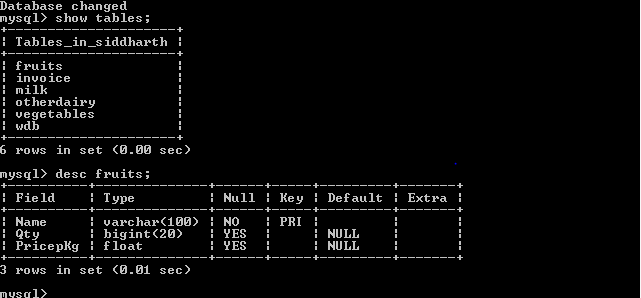 Database changed
mysql> show tables;
+----------------------+
| Tables_in_siddharth |
+----------------------+
| fruits |
| invoice |
| milk |
| otherdairy |
| vegetables |
| wdb |
+----------------------+
6 rows in set (0.00 sec)
mysql> desc fruits;
+----------+--------------+------+-----+---------+-------+
| Field | Type | Null | Key | Default | Extra |
+----------+--------------+------+-----+---------+-------+
| Name | varchar(100) | NO | PRI | | |
| Qty | bigint(20) | YES | | NULL | |
| PricepKg | float | YES | | NULL | |
+----------+--------------+------+-----+---------+-------+
3 rows in set (0.01 sec)
mysql>